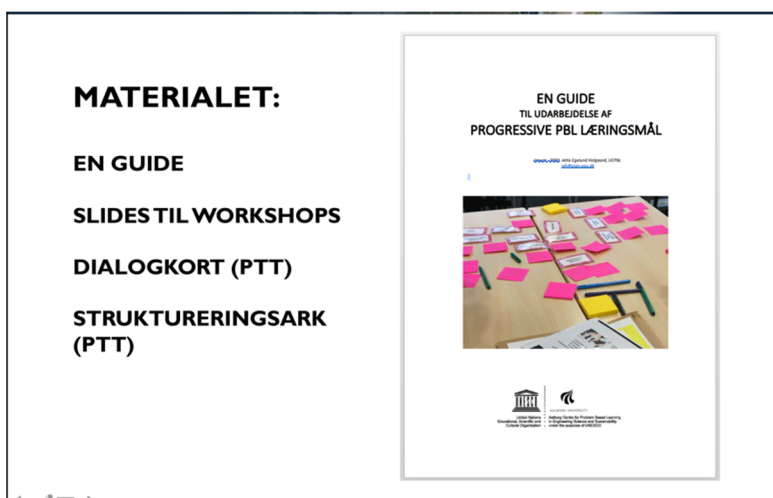 MATERIALET:
EN GUIDE
SLIDES TIL WORKSHOPS
DIALOGKORT (PTT)
STRUKTURERINGSARK
(PTT)
EN GUIDE
TIL UDARBEJDELSE AF
PROGRESSIVE PBL LÆRINGSMÅL
Jette Egelund Holgaard, UCPBL
AALBORG UNIVERSITY
United Nations
Educational, Scientific and
Cultural Organization
Aalborg Centre for Problem Based Learning
in Engineering Science and Sustainability
under the auspices of UNESCO